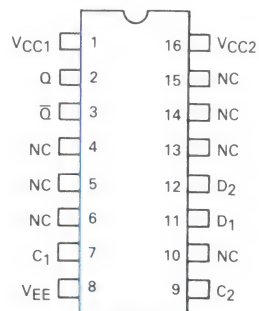 VCC1 1 16 VCC2
Q 2 15 NC
Q̅ 3 14 NC
NC 4 13 NC
NC 5 12 D2
NC 6 11 D1
C1 7 10 NC
VEE 8 9 C2